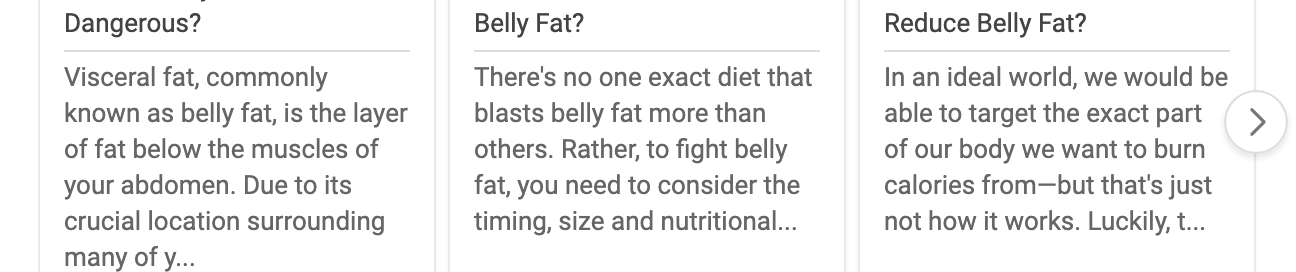 Dangerous?
Visceral fat, commonly
known as belly fat, is the layer
of fat below the muscles of
your abdomen. Due to its
crucial location surrounding
many of y...
Belly Fat?
There's no one exact diet that
blasts belly fat more than
others. Rather, to fight belly
fat, you need to consider the
timing, size and nutritional...
Reduce Belly Fat?
In an ideal world, we would be
able to target the exact part
of our body we want to burn
calories from—but that's just
not how it works. Luckily, t...